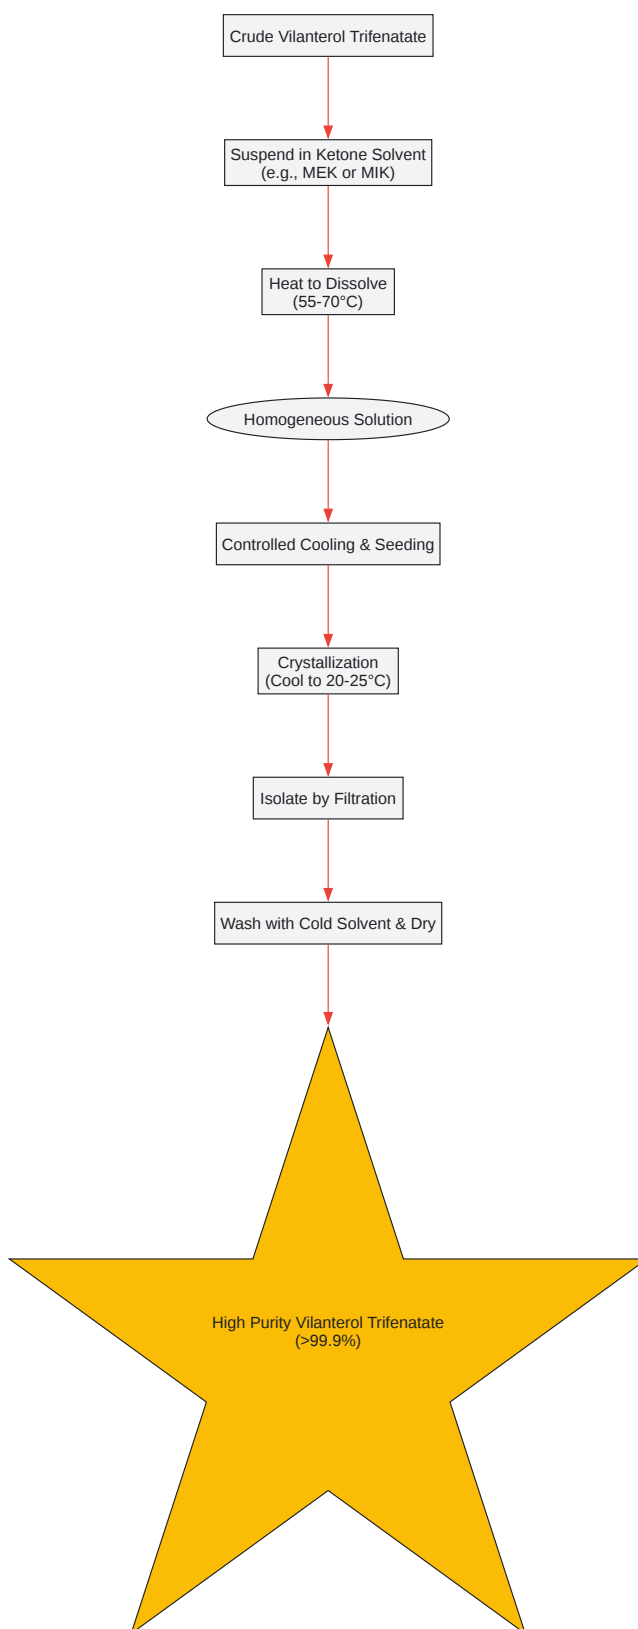 Crude Vilanterol Trifenatate
Suspend in Ketone Solvent
(e.g., MEK or MIK)
Heat to Dissolve
(55-70°C)
Homogeneous Solution
Controlled Cooling & Seeding
Crystallization
(Cool to 20-25°C)
Isolate by Filtration
Wash with Cold Solvent & Dry
High Purity Vilanterol Trifenatate
(>99.9%)